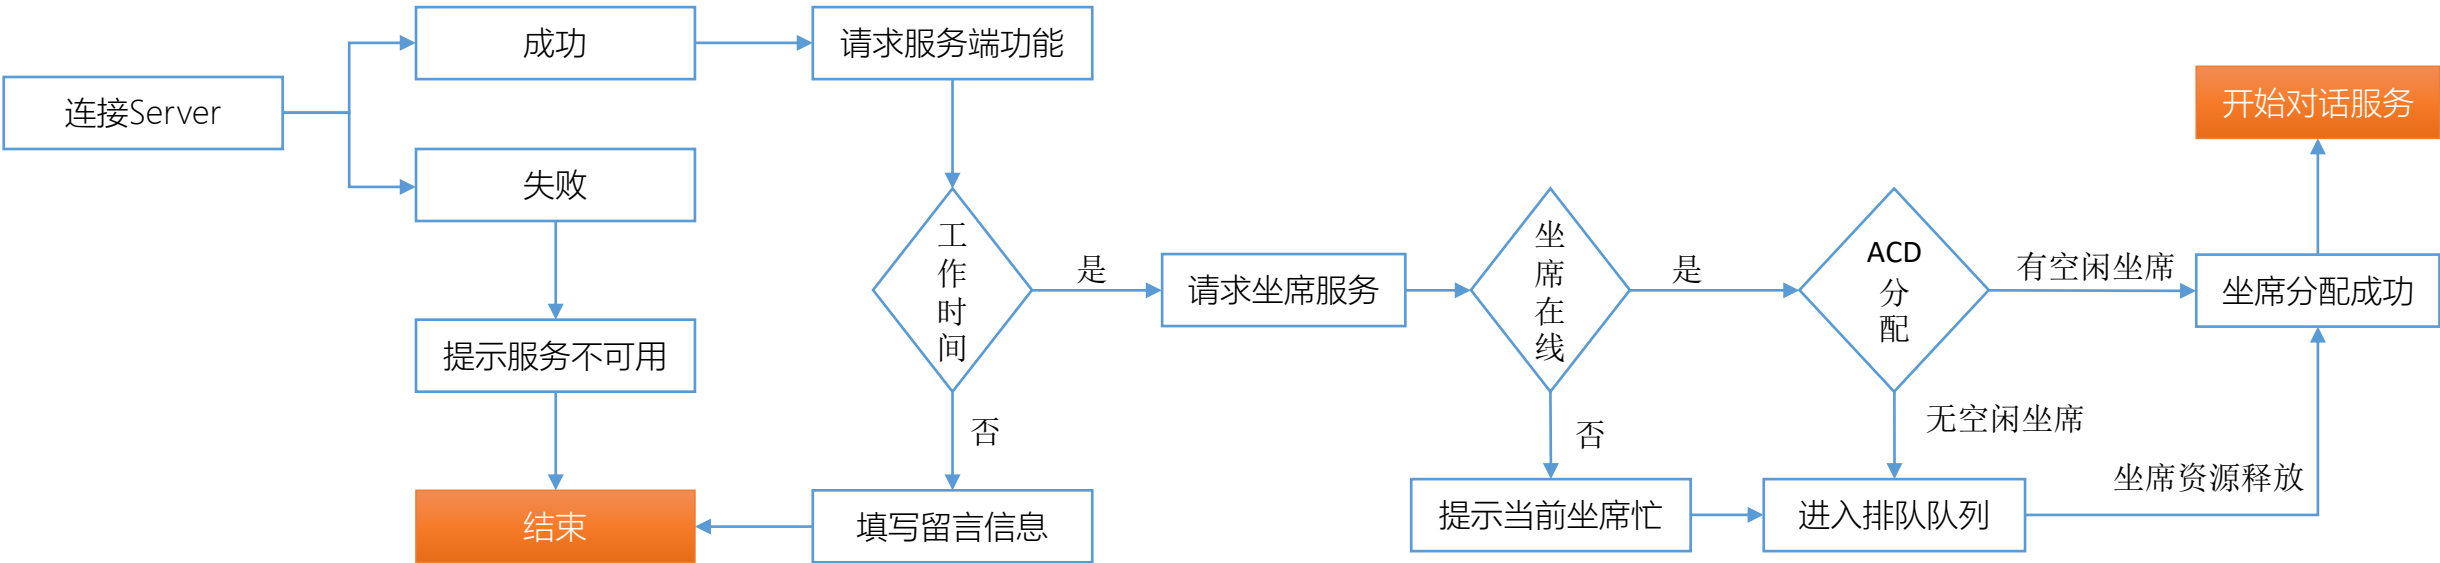 连接Server
成功
失败
提示服务不可用
结束
请求服务端功能
工作时间
是
否
填写留言信息
请求坐席服务
坐席在线
是
否
提示当前坐席忙
ACD
分
配
有空闲坐席
无空闲坐席
进入排队队列
坐席资源释放
坐席分配成功
开始对话服务